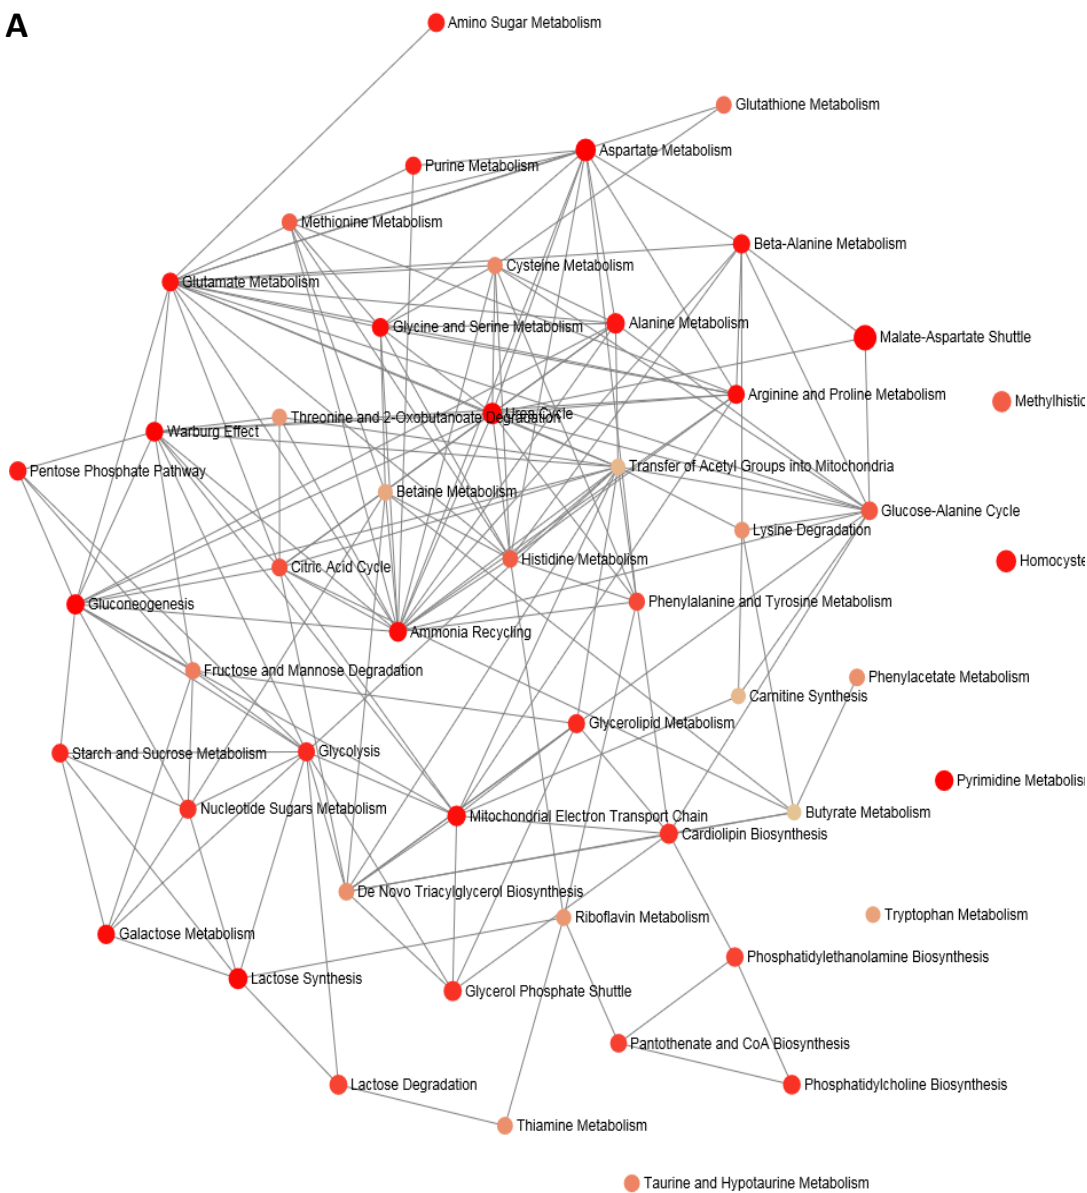 A
Amino Sugar Metabolism
Glutathione Metabolism
Aspartate Metabolism
Purine Metabolism
Methionine Metabolism
Beta-Alanine Metabolism
Cysteine Metabolism
Glutamate Metabolism
Glycine and Serine Metabolism
Alanine Metabolism
Malate-Aspartate Shuttle
Arginine and Proline Metabolism
Methylhistid
Threonine and 2-Oxobutanoate Degradation
Urea Cycle
Warburg Effect
Pentose Phosphate Pathway
Transfer of Acetyl Groups into Mitochondria
Betaine Metabolism
Glucose-Alanine Cycle
Lysine Degradation
Histidine Metabolism
Homocyste
Citric Acid Cycle
Gluconeogenesis
Phenylalanine and Tyrosine Metabolism
Ammonia Recycling
Fructose and Mannose Degradation
Phenylacetate Metabolism
Carnitine Synthesis
Glycerolipid Metabolism
Starch and Sucrose Metabolism
Glycolysis
Pyrimidine Metabolis
Nucleotide Sugars Metabolism
Mitochondrial Electron Transport Chain
Butyrate Metabolism
Cardiolipin Biosynthesis
De Novo Triacylglycerol Biosynthesis
Riboflavin Metabolism
Tryptophan Metabolism
Galactose Metabolism
Phosphatidylethanolamine Biosynthesis
Lactose Synthesis
Glycerol Phosphate Shuttle
Pantothenate and CoA Biosynthesis
Lactose Degradation
Phosphatidylcholine Biosynthesis
Thiamine Metabolism
Taurine and Hypotaurine Metabolism